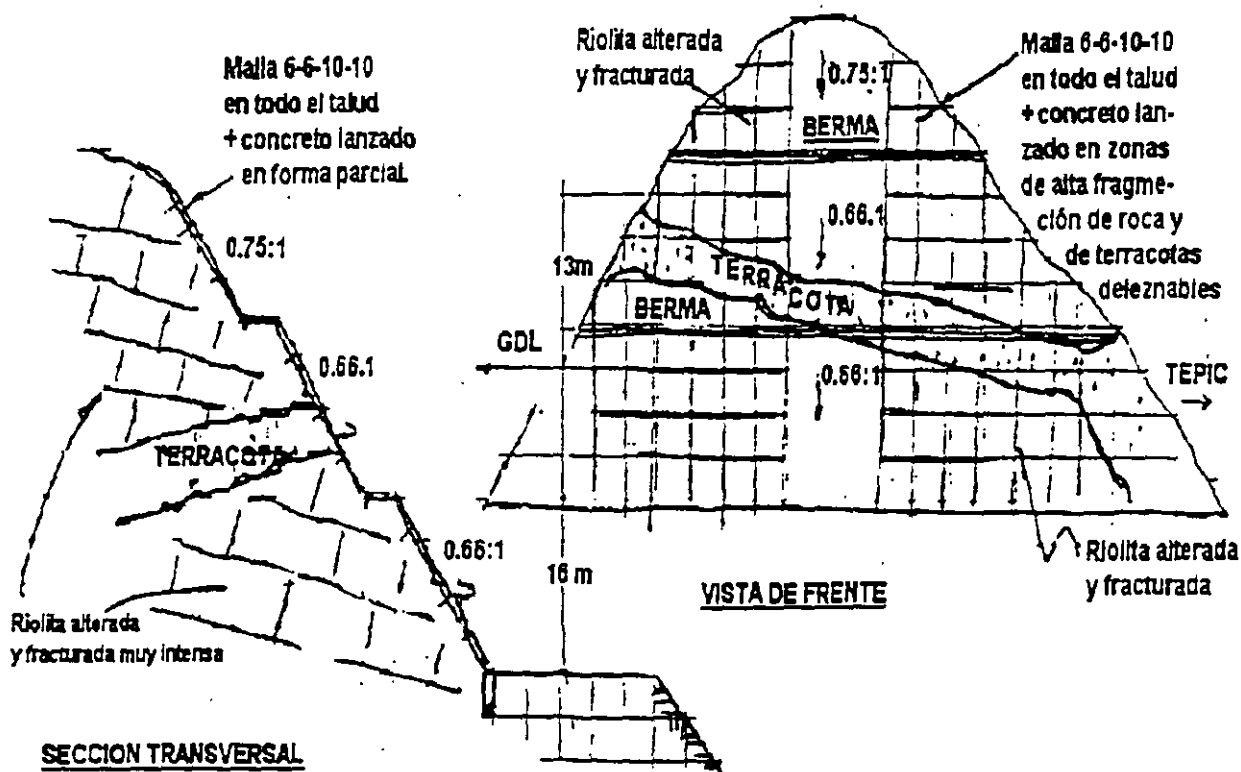 Malla 6-6-10-10
en todo el talud
+concreto lanzado
en forma parcial.
0.75:1
0.66.1
TERRACOTA
0.66:1
Riolita alterada
y fracturada muy intensa
SECCION TRANSVERSAL
Riolita alterada
y fracturada
0.75:1
BERMA
Malla 6-6-10-10
en todo el talud
+concreto lan-
zado en zonas
de alta fragme-
ción de roca y
de terracotas
deleznables
0.66.1
13m
TERRACOTA
BERMA
GDL
TEPIC
0.66:1
16 m
VISTA DE FRENTE
Riolita alterada
y fracturada